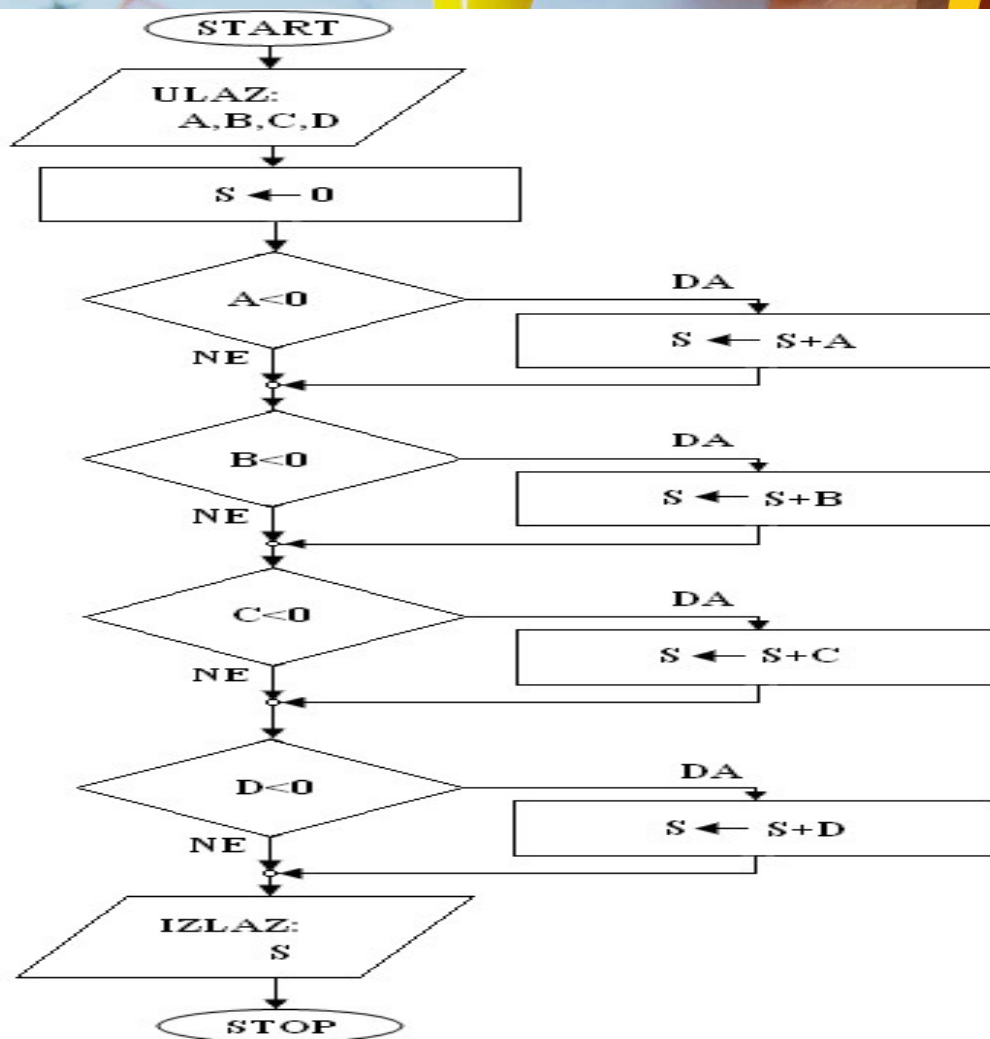 START
ULAZ:
A,B,C,D
S ← 0
A<0
DA
S ← S+A
NE
B<0
DA
S ← S+B
NE
C<0
DA
S ← S+C
NE
D<0
DA
S ← S+D
NE
IZLAZ:
S
STOP